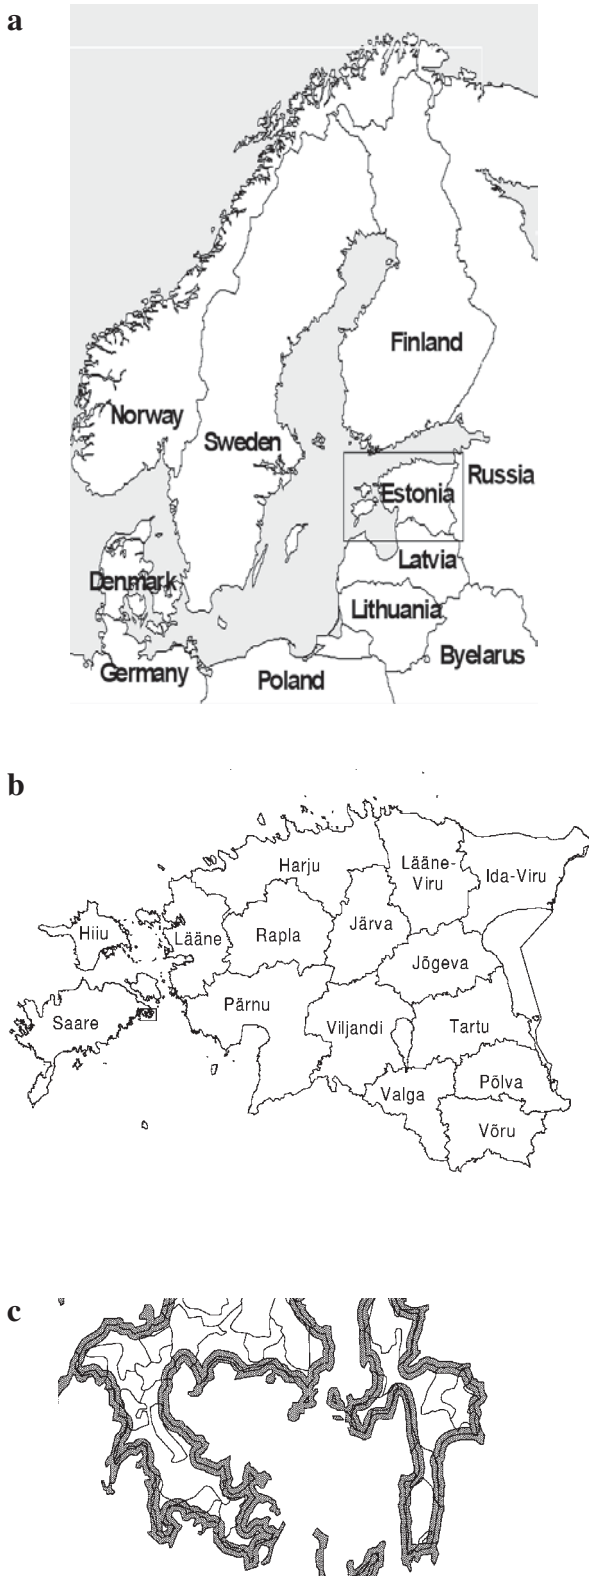 a
Finland
Norway
Sweden
Russia
Estonia
Latvia
Denmark
Lithuania
Byelarus
Germany
Poland
b
Harju
Lääne-
Viru
Ida-Viru
Hiiu
Lääne
Rapla
Järva
Jõgeva
Saare
Pärnu
Viljandi
Tartu
Valga
Põlva
Võru
c